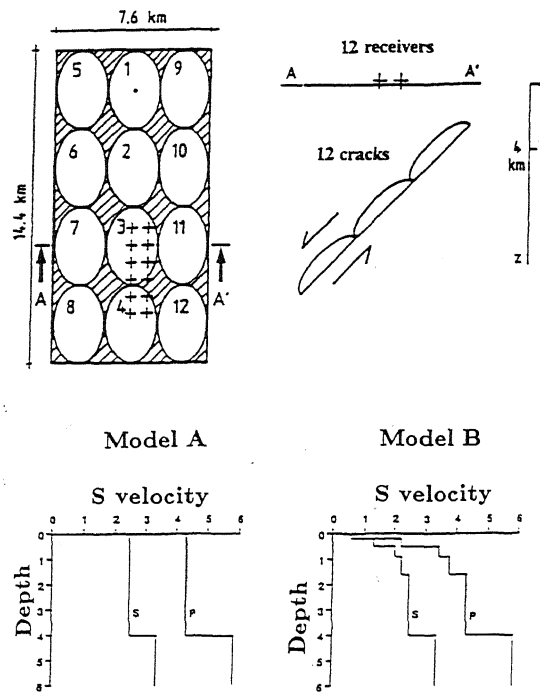 7.6 km
14.4 km
5 1 9
6 2 10
7 3 11
8 4 12
A A'
12 receivers
A A'
12 cracks
4
km
z
Model A
S velocity
0 1 2 3 4 5 6
Depth
0
1
2
3
4
5
6
S P
Model B
S velocity
0 1 2 3 4 5 6
Depth
0
1
2
3
4
5
6
S P